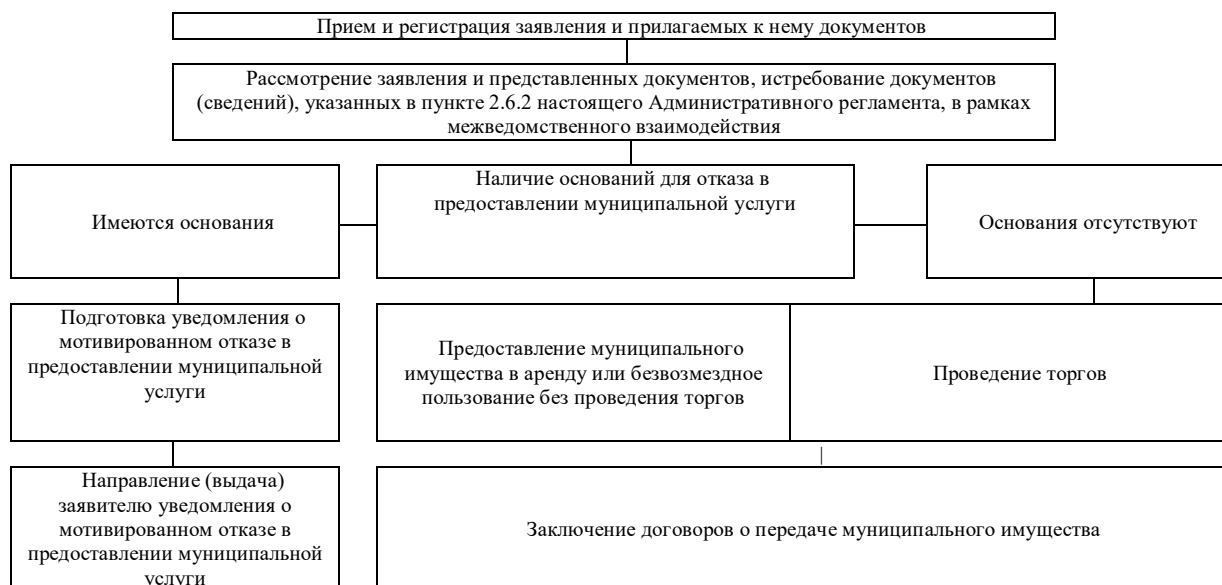 Прием и регистрация заявления и прилагаемых к нему документов
Рассмотрение заявления и представленных документов, истребование документов
(сведений), указанных в пункте 2.6.2 настоящего Административного регламента, в рамках
межведомственного взаимодействия
Имеются основания
Наличие оснований для отказа в
предоставлении муниципальной услуги
Основания отсутствуют
Подготовка уведомления о
мотивированном отказе в
предоставлении муниципальной
услуги
Предоставление муниципального
имущества в аренду или безвозмездное
пользование без проведения торгов
Проведение торгов
Направление (выдача)
заявителю уведомления о
мотивированном отказе в
предоставлении муниципальной
услуги
Заключение договоров о передаче муниципального имущества